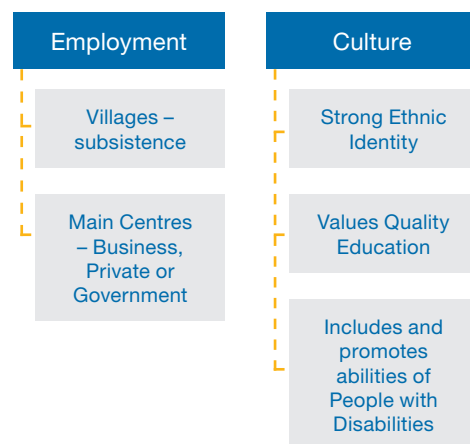 Employment
Villages –
subsistence
Main Centres
– Business,
Private or
Government
Culture
Strong Ethnic
Identity
Values Quality
Education
Includes and
promotes
abilities of
People with
Disabilities